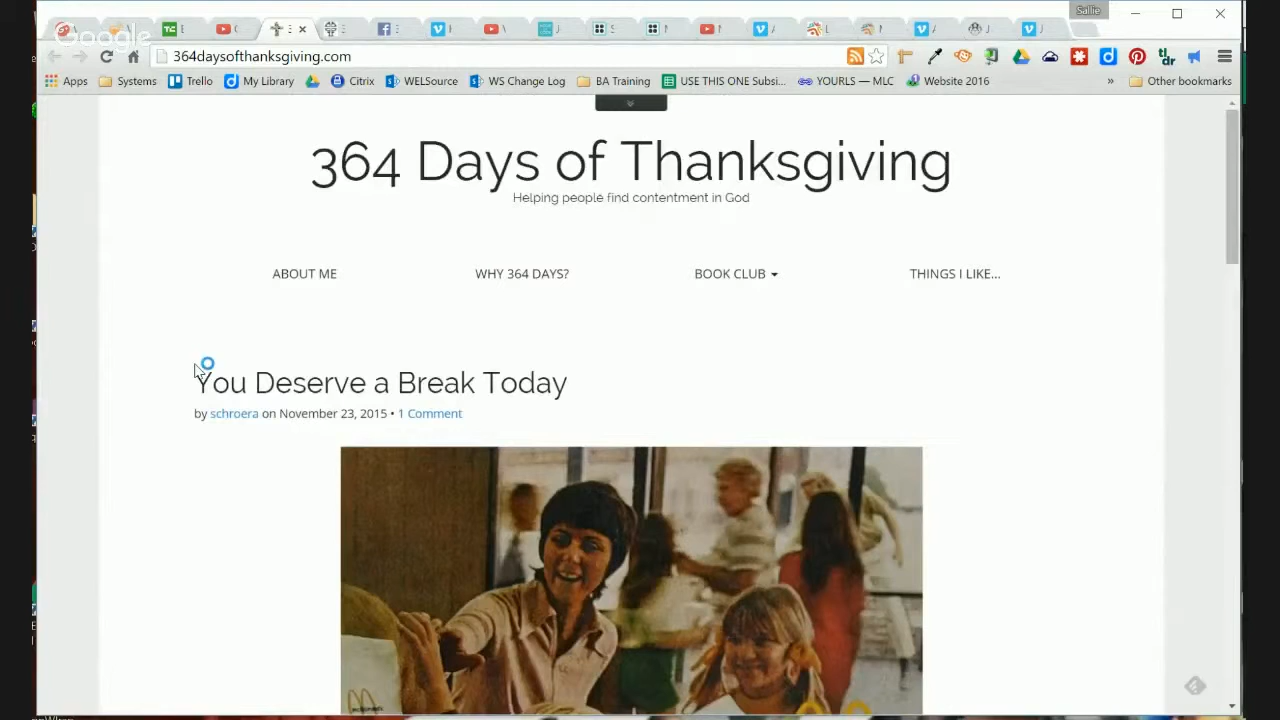 Sallie
Google
364daysofthanksgiving.com
Apps Systems Trello My Library Citrix WELSource WS Change Log BA Training USE THIS ONE:Subsi... YOURLS — MLC Website 2016 » Other bookmarks
364 Days of Thanksgiving
Helping people find contentment in God
ABOUT ME WHY 364 DAYS? BOOK CLUB THINGS I LIKE...
You Deserve a Break Today
by schroera on November 23, 2015 • 1 Comment